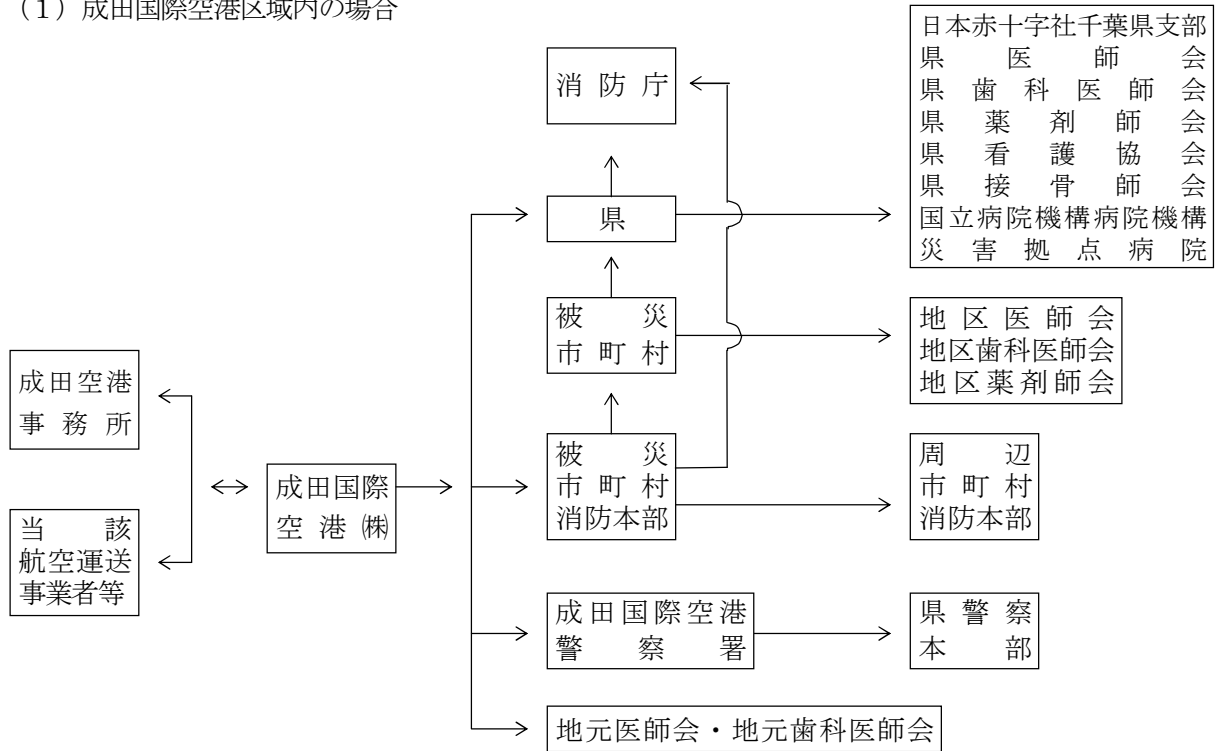 （１）成田国際空港区域内の場合
消防庁
日本赤十字社千葉県支部
県医師会
県歯科医師会
県薬剤師会
県看護協会
県接骨師会
国立病院機構病院機構
災害拠点病院
県
被災
市町村
地区医師会
地区歯科医師会
地区薬剤師会
成田空港
事務所
当該
航空運送
事業者等
成田国際
空港㈱
被災
市町村
消防本部
周辺
市町村
消防本部
成田国際空港
警察署
県警察
本部
地元医師会・地元歯科医師会